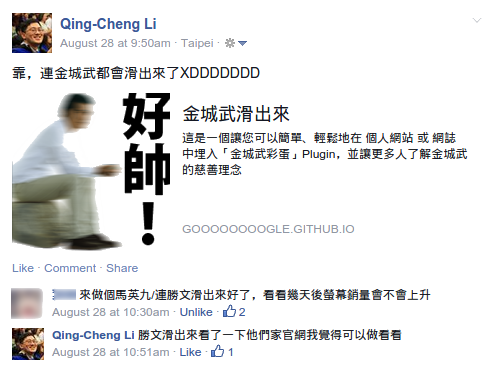 Qing-Cheng Li
August 28 at 9:50am · Taipei ·
霏，連金城武都會滑出來了XDDDDDDD
好帥！
金城武滑出來
這是一個讓您可以簡單、輕鬆地在 個人網站 或 網誌
中埋入「金城武彩蛋」Plugin，並讓更多人了解金城武
的慈善理念
GOOOOOOOOGLE.GITHUB.IO
Like · Comment · Share
來做個馬英九/連勝文滑出來好了，看看幾天後螢幕銷量會不會上升
August 28 at 10:30am · Unlike · 2
Qing-Cheng Li 勝文滑出來看了一下他們家官網我覺得可以做看看
August 28 at 10:51am · Like · 1